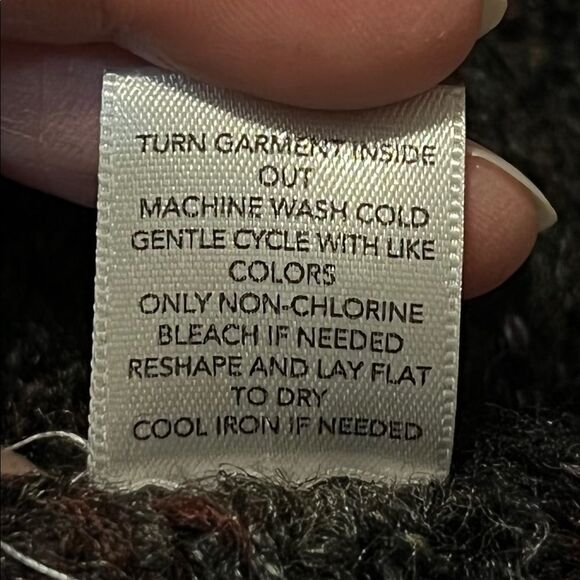 TURN GARMENT INSIDE
OUT
MACHINE WASH COLD
GENTLE CYCLE WITH LIKE
COLORS
ONLY NON-CHLORINE
BLEACH IF NEEDED
RESHAPE AND LAY FLAT
TO DRY
COOL IRON IF NEEDED